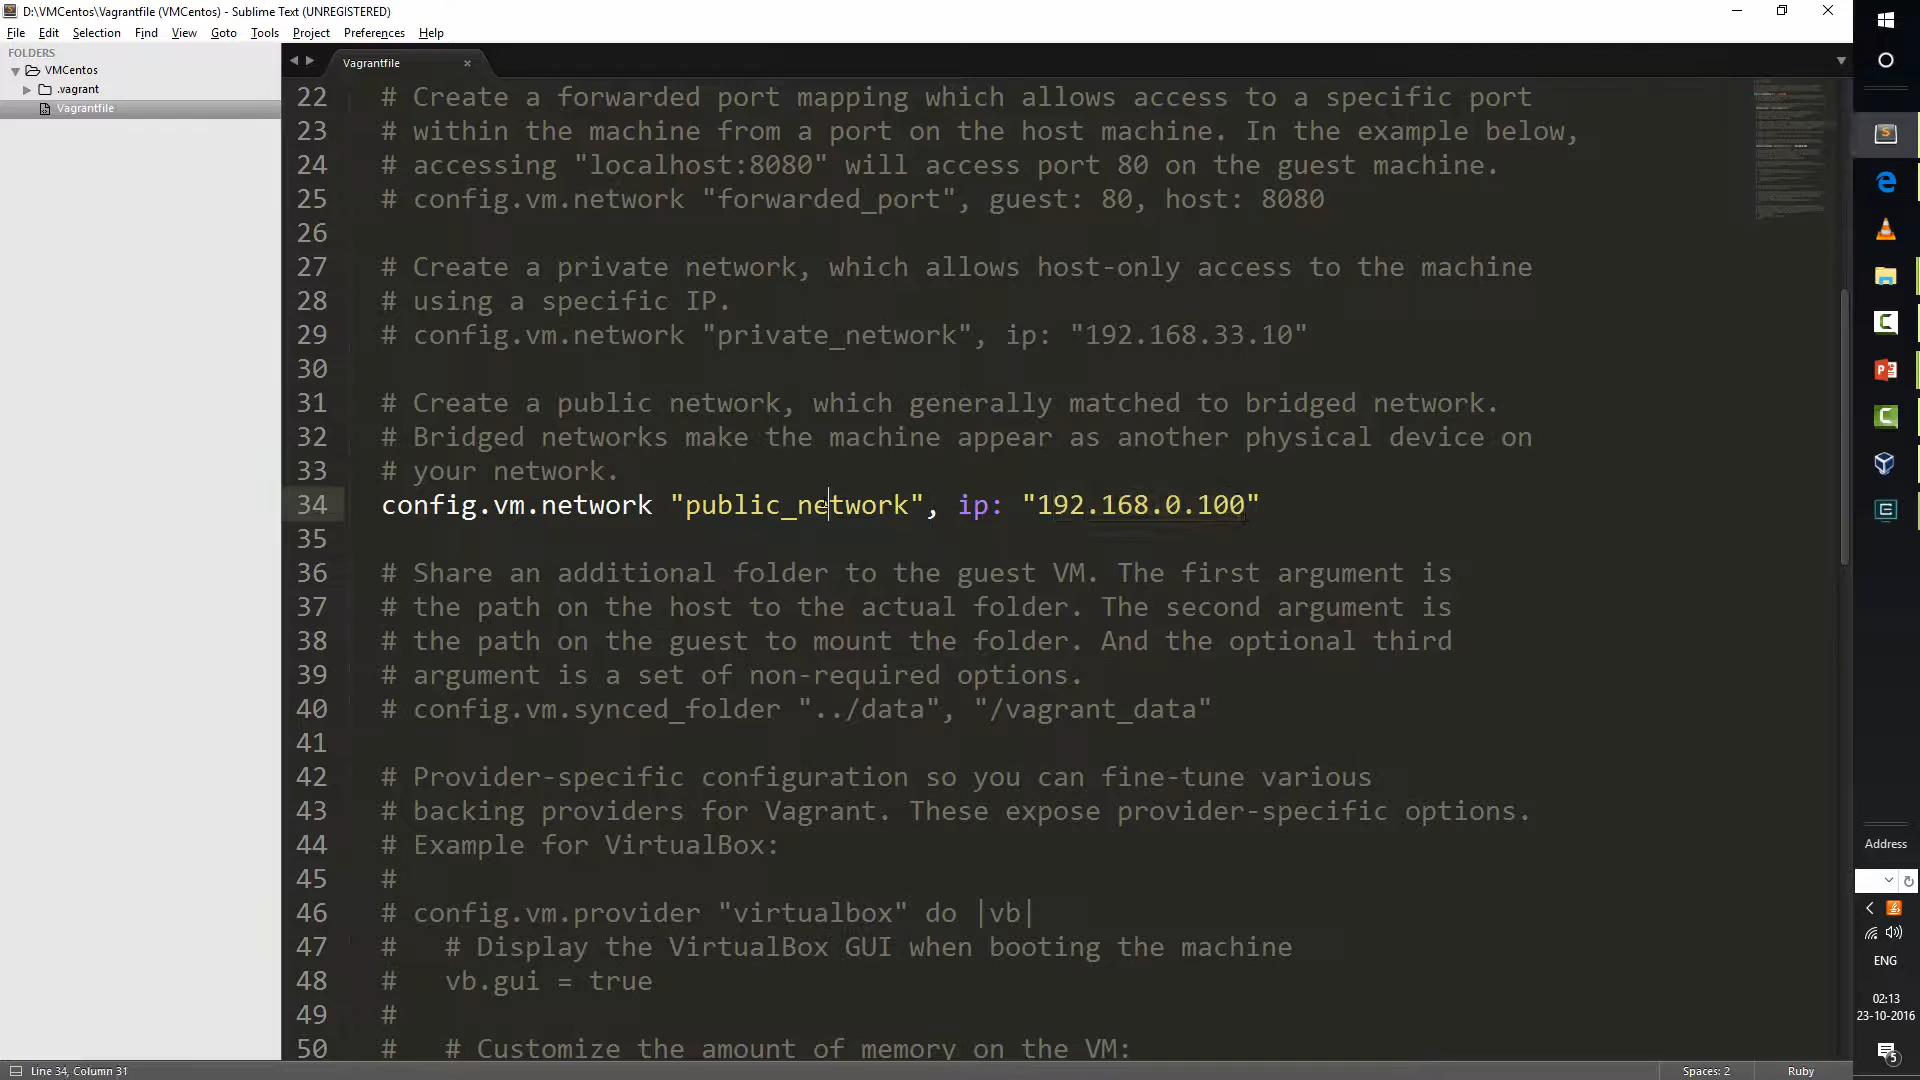 D:\VMCentos\Vagrantfile (VMCentos) - Sublime Text (UNREGISTERED)
File Edit Selection Find View Goto Tools Project Preferences Help
FOLDERS
VMCentos
.vagrant
Vagrantfile
Vagrantfile
22 # Create a forwarded port mapping which allows access to a specific port
23 # within the machine from a port on the host machine. In the example below,
24 # accessing "localhost:8080" will access port 80 on the guest machine.
25 # config.vm.network "forwarded_port", guest: 80, host: 8080
26
27 # Create a private network, which allows host-only access to the machine
28 # using a specific IP.
29 # config.vm.network "private_network", ip: "192.168.33.10"
30
31 # Create a public network, which generally matched to bridged network.
32 # Bridged networks make the machine appear as another physical device on
33 # your network.
34 config.vm.network "public_network", ip: "192.168.0.100"
35
36 # Share an additional folder to the guest VM. The first argument is
37 # the path on the host to the actual folder. The second argument is
38 # the path on the guest to mount the folder. And the optional third
39 # argument is a set of non-required options.
40 # config.vm.synced_folder "../data", "/vagrant_data"
41
42 # Provider-specific configuration so you can fine-tune various
43 # backing providers for Vagrant. These expose provider-specific options.
44 # Example for VirtualBox:
45 #
46 # config.vm.provider "virtualbox" do |vb|
47 #   # Display the VirtualBox GUI when booting the machine
48 #   vb.gui = true
49 #
50 #   # Customize the amount of memory on the VM:
Line 34, Column 31
Spaces: 2
Ruby
Address
ENG
02:13
23-10-2016
5